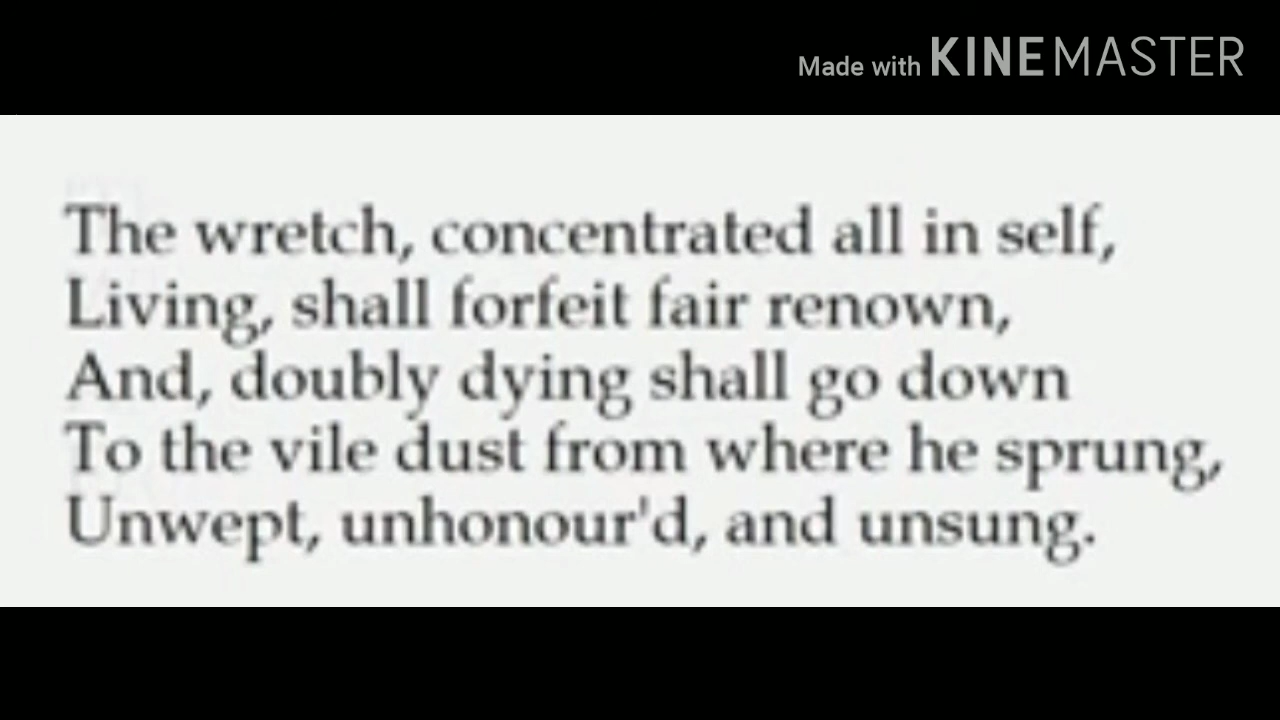 Made with KINEMASTER
The wretch, concentrated all in self,
Living, shall forfeit fair renown,
And, doubly dying shall go down
To the vile dust from where he sprung,
Unwept, unhonour'd, and unsung.